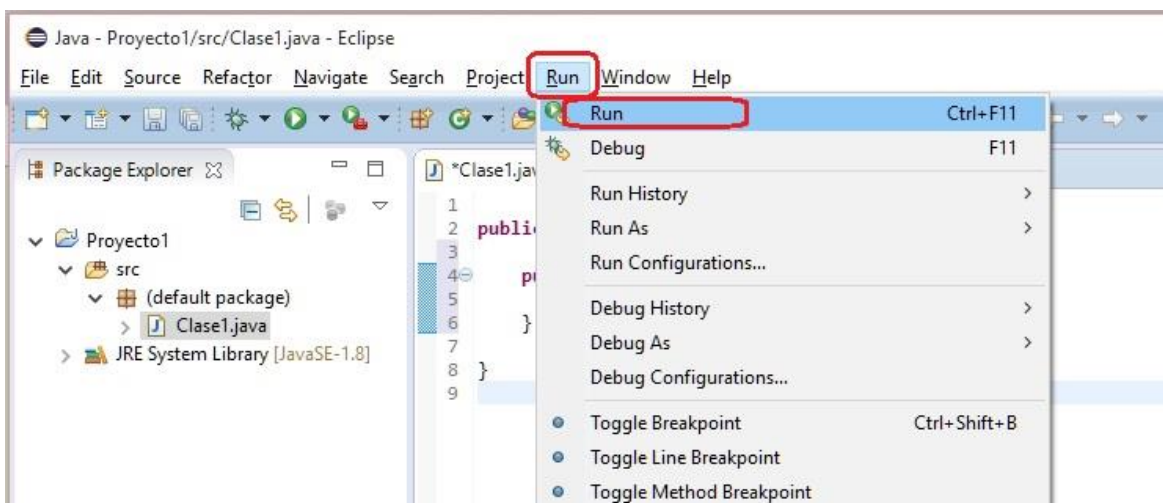 Java - Proyecto1/src/Clase1.java - Eclipse
File Edit Source Refactor Navigate Search Project Run Window Help
Run Ctrl+F11
Debug F11
Run History
Run As
Run Configurations...
Debug History
Debug As
Debug Configurations...
Toggle Breakpoint Ctrl+Shift+B
Toggle Line Breakpoint
Toggle Method Breakpoint
Package Explorer
Proyecto1
src
(default package)
Clase1.java
JRE System Library [JavaSE-1.8]
*Clase1.jav
1
2 publi
3
4 pu
5
6 }
7
8 }
9